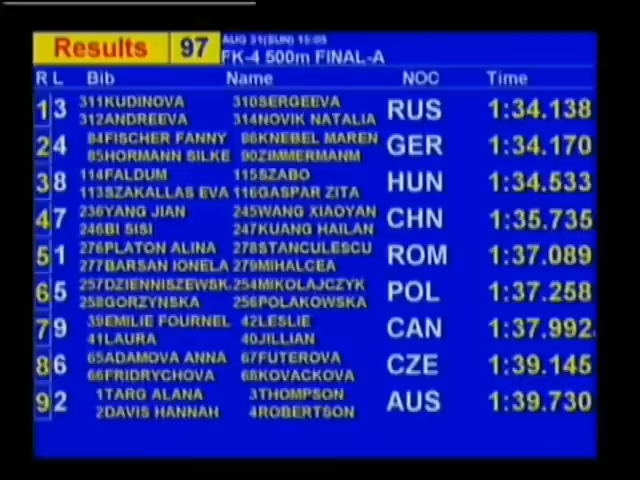 Results 97
AUG 31(SUN) 15:05
FK-4 500m FINAL-A
R L Bib Name NOC Time
1 3 311KUDINOVA 310SERGEEVA RUS 1:34.138
312ANDREEVA 314NOVIK NATALIA
2 4 84FISCHER FANNY 86KNEBEL MAREN GER 1:34.170
85HORMANN SILKE 90ZIMMERMANM
3 8 114FALDUM 115SZABO HUN 1:34.533
113SZAKALLAS EVA 116GASPAR ZITA
4 7 236YANG JIAN 245WANG XIAOYAN CHN 1:35.735
246BI SISI 247KUANG HAILAN
5 1 276PLATON ALINA 278STANCULESCU ROM 1:37.089
277BARSAN IONELA 279MIHALCEA
6 5 257DZIENNISZEWSK 254MIKOLAJCZYK POL 1:37.258
258GORZYNSKA 256POLAKOWSKA
7 9 39EMILIE FOURNEL 42LESLIE CAN 1:37.992
41LAURA 40JILLIAN
8 6 65ADAMOVA ANNA 67FUTEROVA CZE 1:39.145
66FRIDRYCHOVA 68KOVACKOVA
9 2 1TARG ALANA 3THOMPSON AUS 1:39.730
2DAVIS HANNAH 4ROBERTSON